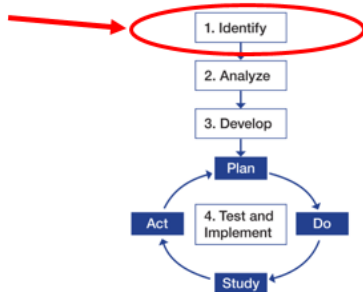 1. Identify
2. Analyze
3. Develop
Plan
Act
4. Test and
Implement
Do
Study